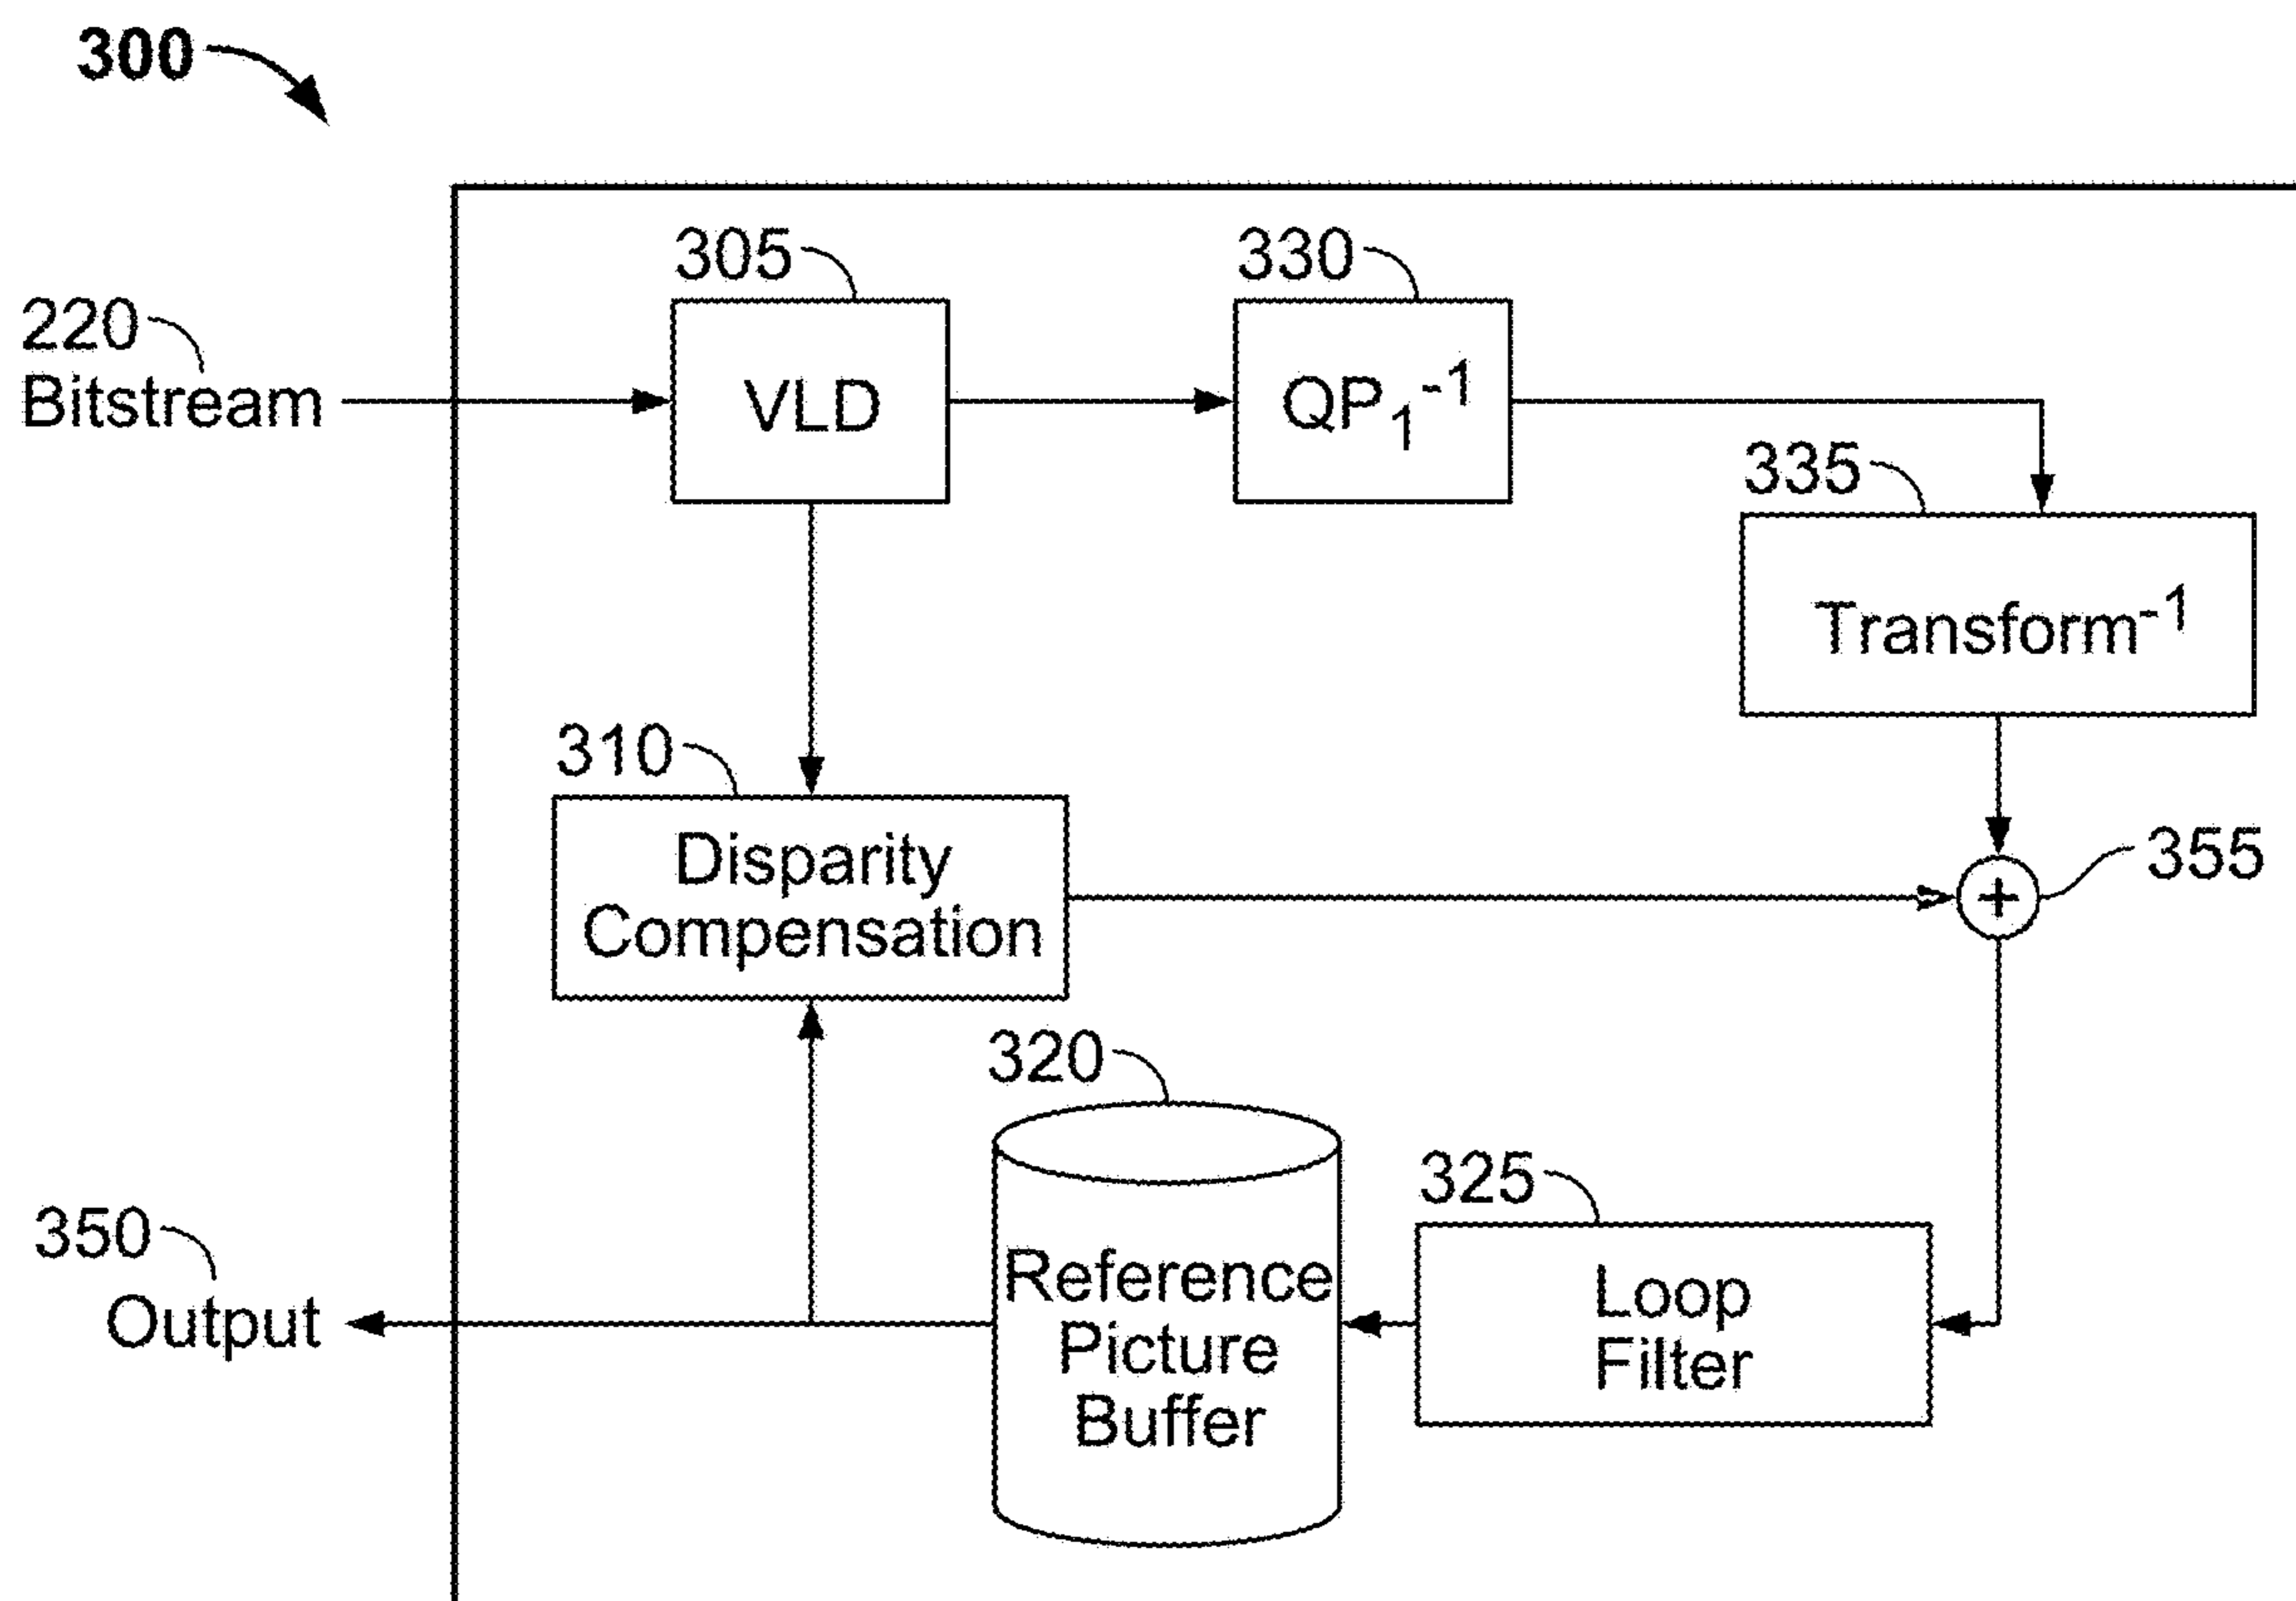 300
305
330
220
Bitstream
VLD
QP₁⁻¹
335
Transform⁻¹
310
Disparity
Compensation
+
355
320
325
350
Output
Reference
Picture
Buffer
Loop
Filter